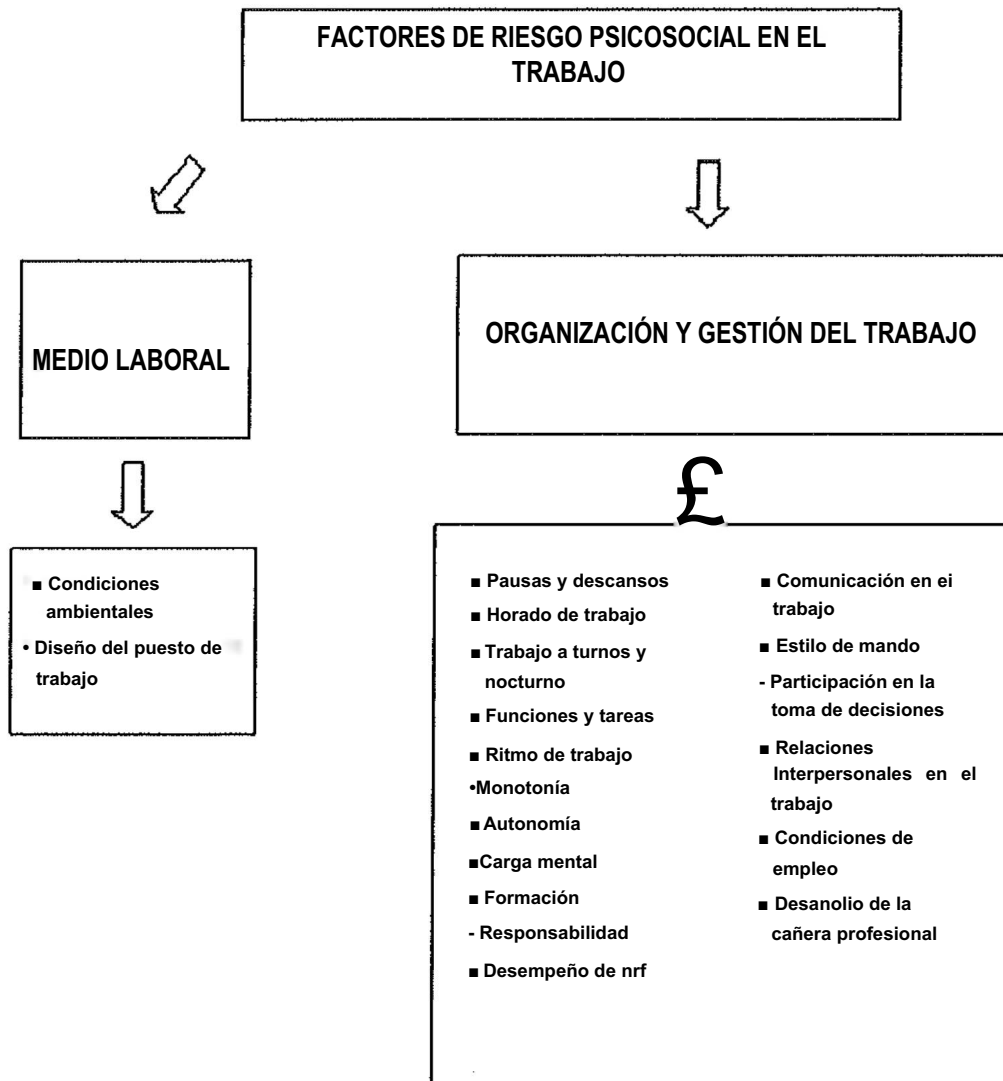 FACTORES DE RIESGO PSICOSOCIAL EN EL
TRABAJO
MEDIO LABORAL
ORGANIZACIÓN Y GESTIÓN DEL TRABAJO
£
■ Condiciones
ambientales
• Diseño del puesto de
trabajo
■ Pausas y descansos
■ Horado de trabajo
■ Trabajo a turnos y
nocturno
■ Funciones y tareas
■ Ritmo de trabajo
•Monotonía
■ Autonomía
■Carga mental
■ Formación
- Responsabilidad
■ Desempeño de nrf
■ Comunicación en ei
trabajo
■ Estilo de mando
- Participación en la
toma de decisiones
■ Relaciones
Interpersonales en el
trabajo
■ Condiciones de
empleo
■ Desanolio de la
cañera profesional